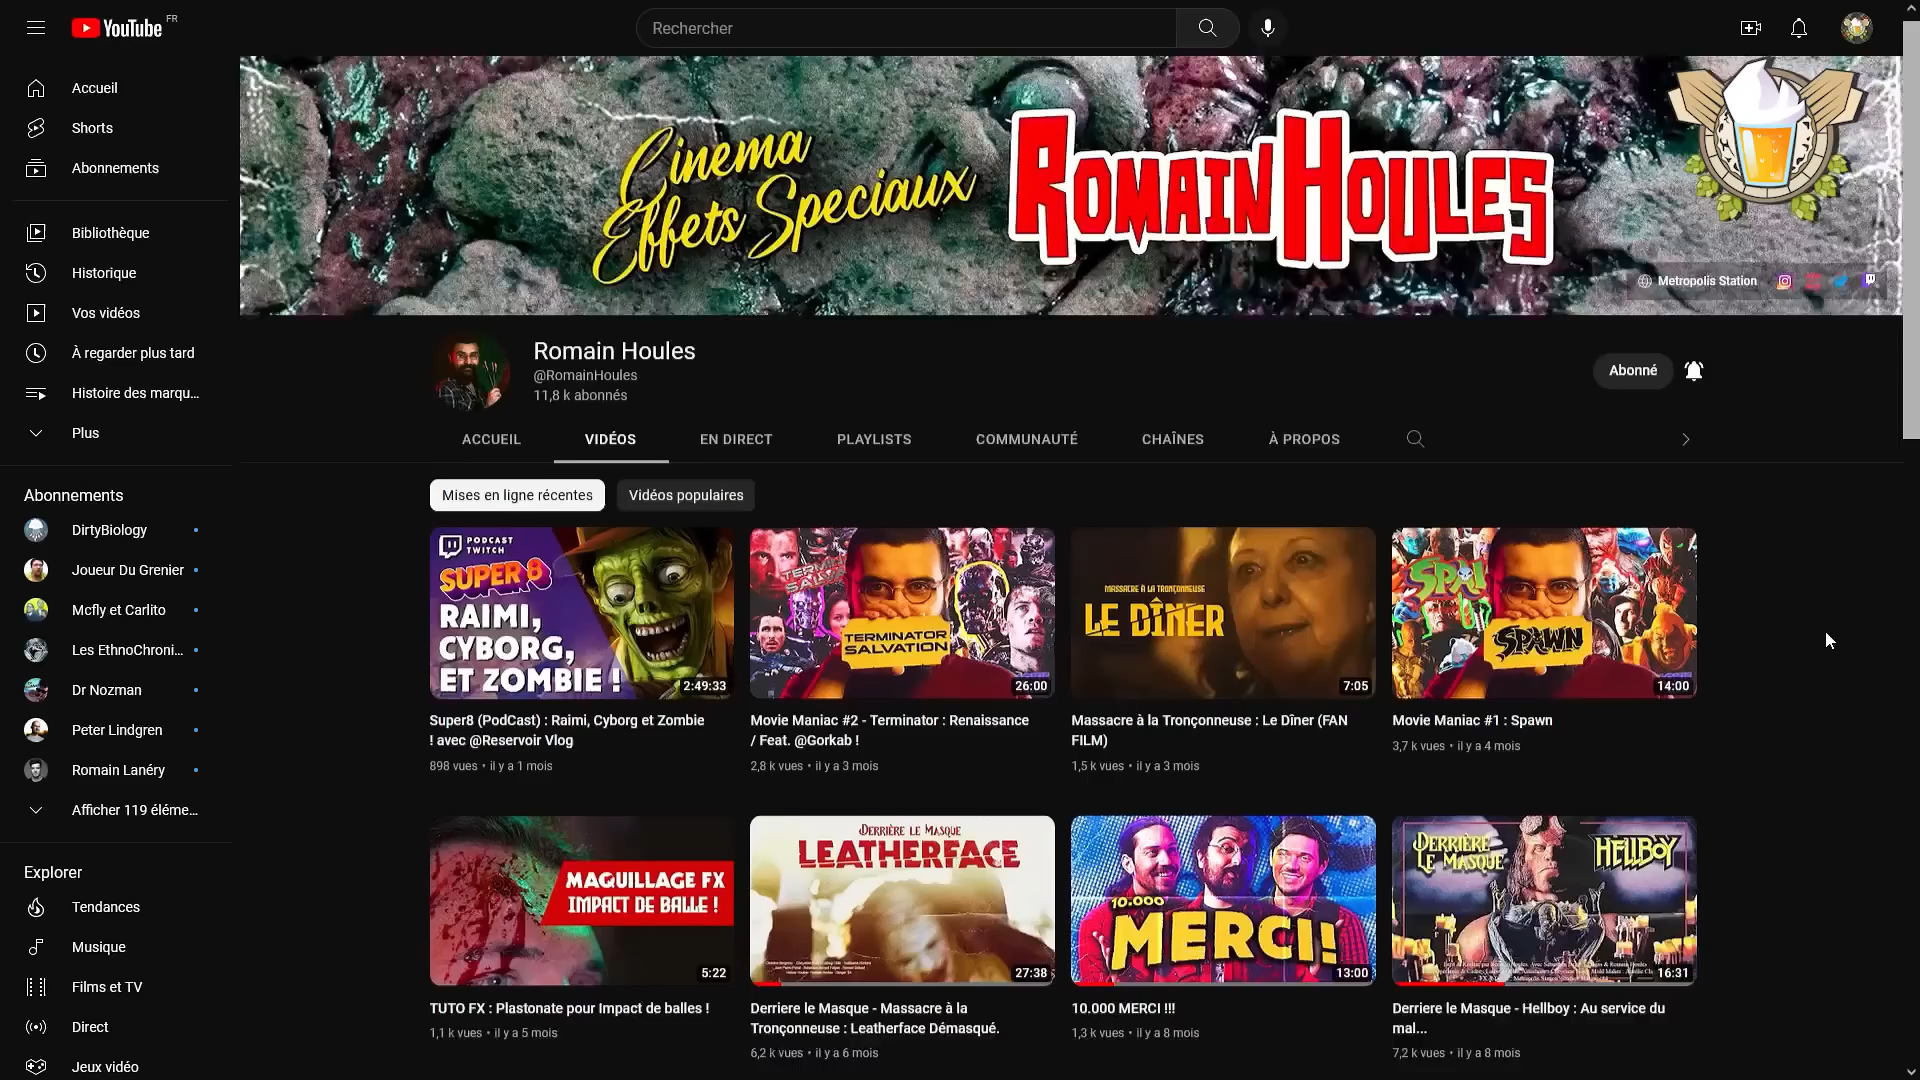 YouTube FR
Rechercher
Accueil
Shorts
Abonnements
Bibliothèque
Historique
Vos vidéos
À regarder plus tard
Histoire des marqu...
Plus
Abonnements
DirtyBiology
Joueur Du Grenier
Mcfly et Carlito
Les EthnoChroni...
Dr Nozman
Peter Lindgren
Romain Lanéry
Afficher 119 éléme...
Explorer
Tendances
Musique
Films et TV
Direct
Jeux vidéo
Cinema
Effets Speciaux
ROMAIN HOULES
Metropolis Station
Romain Houles
@RomainHoules
11,8 k abonnés
Abonné
ACCUEIL
VIDÉOS
EN DIRECT
PLAYLISTS
COMMUNAUTÉ
CHAÎNES
À PROPOS
Mises en ligne récentes
Vidéos populaires
PODCAST
TWITCH
SUPER 8
RAIMI,
CYBORG,
ET ZOMBIE !
2:49:33
Super8 (PodCast) : Raimi, Cyborg et Zombie
! avec @Reservoir Vlog
898 vues • il y a 1 mois
TERMINATOR
SALVATION
26:00
Movie Maniac #2 - Terminator : Renaissance
/ Feat. @Gorkab !
2,8 k vues • il y a 3 mois
MASSACRE À LA TRONÇONNEUSE
LE DÎNER
7:05
Massacre à la Tronçonneuse : Le Dîner (FAN
FILM)
1,5 k vues • il y a 3 mois
SPAWN
14:00
Movie Maniac #1 : Spawn
3,7 k vues • il y a 4 mois
MAQUILLAGE FX
IMPACT DE BALLE !
5:22
TUTO FX : Plastonate pour Impact de balles !
1,1 k vues • il y a 5 mois
DERRIÈRE LE MASQUE
LEATHERFACE
27:38
Derriere le Masque - Massacre à la
Tronçonneuse : Leatherface Démasqué.
6,2 k vues • il y a 6 mois
10.000
MERCI!
13:00
10.000 MERCI !!!
1,3 k vues • il y a 8 mois
DERRIÈRE
LE MASQUE
HELLBOY
16:31
Derriere le Masque - Hellboy : Au service du
mal...
7,2 k vues • il y a 8 mois